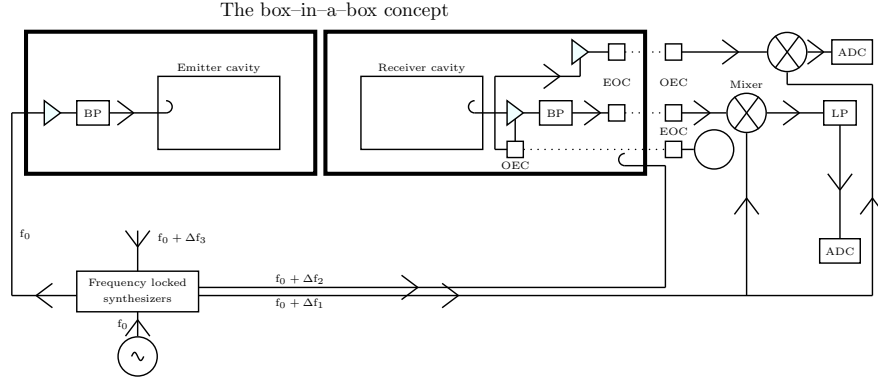 The box–in–a–box concept
Emitter cavity
Receiver cavity
EOC
OEC
ADC
BP
BP
Mixer
LP
EOC
OEC
f₀
f₀ + Δf₃
ADC
Frequency locked
synthesizers
f₀ + Δf₂
f₀ + Δf₁
f₀